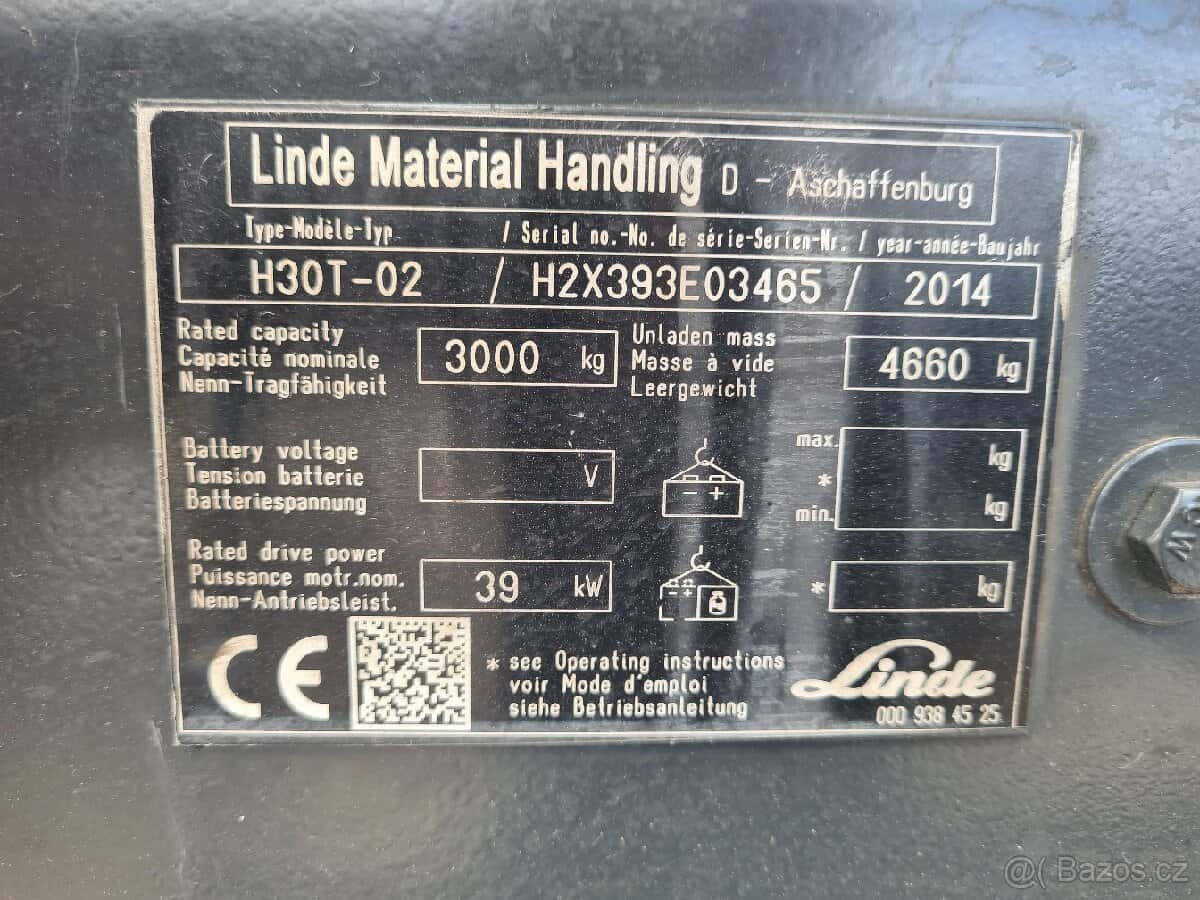 Linde Material Handling D - Aschaffenburg
Type-Modèle-Typ / Serial no.-No. de série-Serien-Nr. / year-année-Baujahr
H30T-02 / H2X393E03465 / 2014
Rated capacity
Capacité nominale
Nenn-Tragfähigkeit
3000 kg
Unladen mass
Masse à vide
Leergewicht
4660 kg
Battery voltage
Tension batterie
Batteriespannung
V
max. kg
*
min. kg
Rated drive power
Puissance motr.nom.
Nenn-Antriebsleist.
39 kW
* kg
CE
* see Operating instructions
voir Mode d'emploi
siehe Betriebsanleitung
Linde
000 938 45 25
Bazos.cz